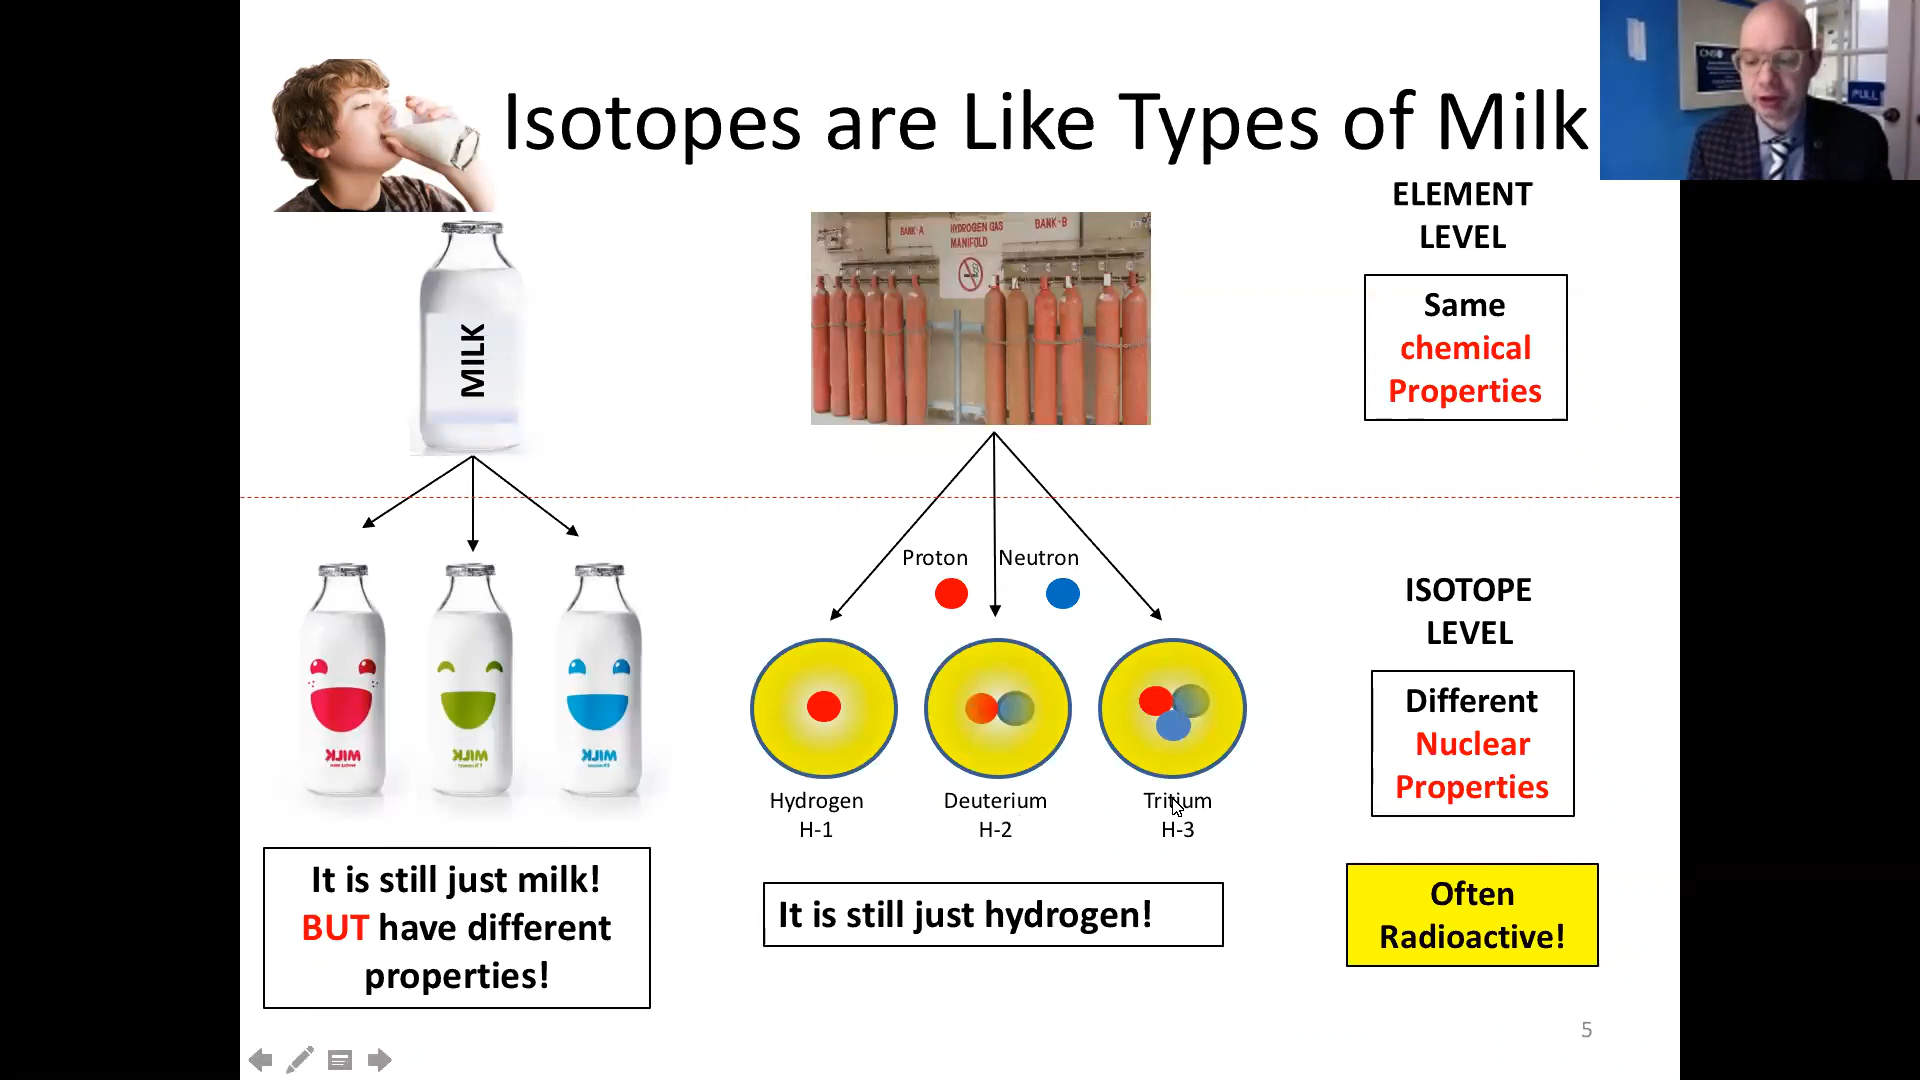 Isotopes are Like Types of Milk
CNS
PULL
ELEMENT
LEVEL
BANK-A
HYDROGEN GAS
MANIFOLD
BANK-B
MILK
Same
chemical
Properties
Proton
Neutron
ISOTOPE
LEVEL
Different
Nuclear
Properties
MILK
MILK
MILK
Hydrogen
H-1
Deuterium
H-2
Tritium
H-3
It is still just milk!
BUT have different
properties!
It is still just hydrogen!
Often
Radioactive!
5